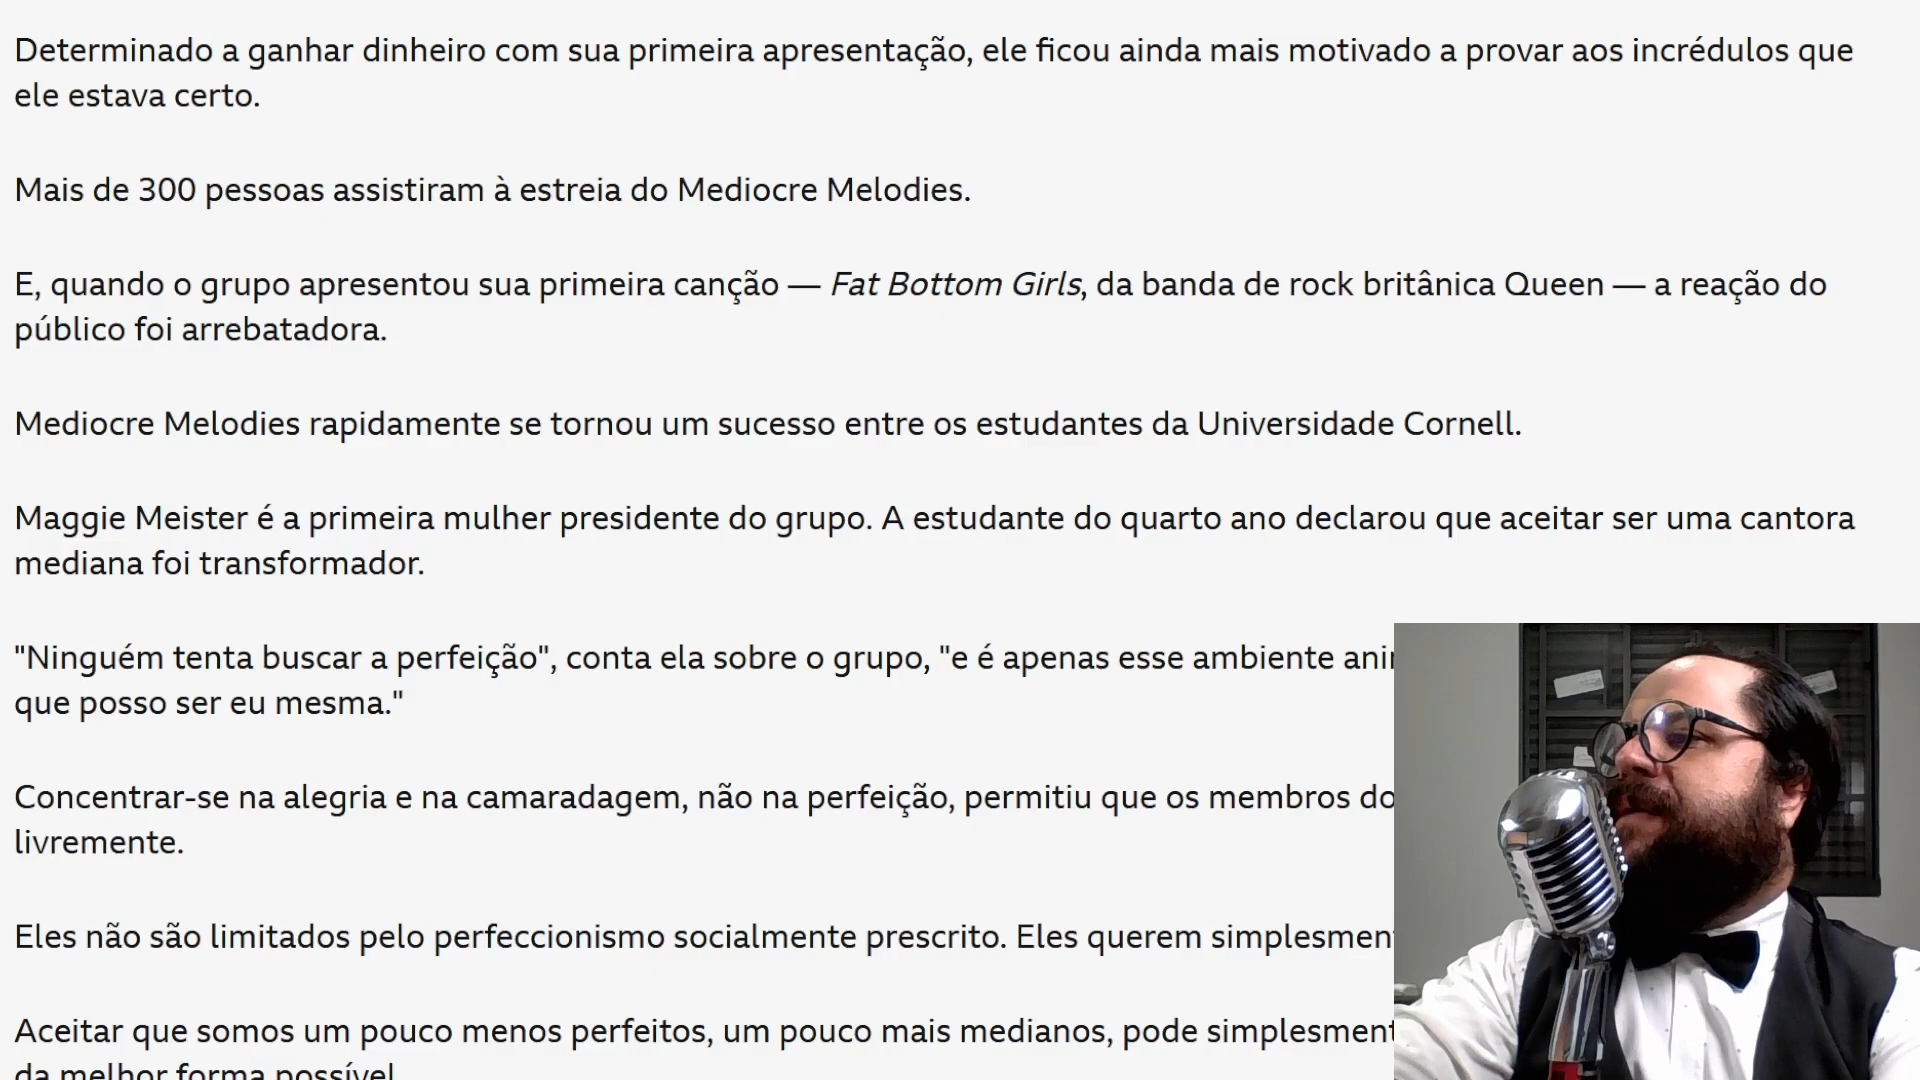 Determinado a ganhar dinheiro com sua primeira apresentação, ele ficou ainda mais motivado a provar aos incrédulos que
ele estava certo.
Mais de 300 pessoas assistiram à estreia do Mediocre Melodies.
E, quando o grupo apresentou sua primeira canção — Fat Bottom Girls, da banda de rock britânica Queen — a reação do
público foi arrebatadora.
Mediocre Melodies rapidamente se tornou um sucesso entre os estudantes da Universidade Cornell.
Maggie Meister é a primeira mulher presidente do grupo. A estudante do quarto ano declarou que aceitar ser uma cantora
mediana foi transformador.
"Ninguém tenta buscar a perfeição", conta ela sobre o grupo, "e é apenas esse ambiente
que posso ser eu mesma."
Concentrar-se na alegria e na camaradagem, não na perfeição, permitiu que os membros
livremente.
Eles não são limitados pelo perfeccionismo socialmente prescrito. Eles querem
Aceitar que somos um pouco menos perfeitos, um pouco mais medianos, pode
da melhor forma possível